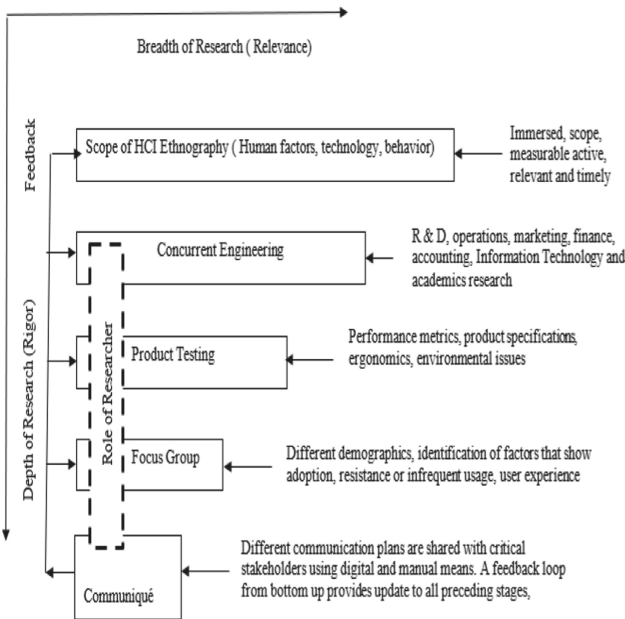 Breadth of Research ( Relevance)
Feedback
Scope of HCI Ethnography ( Human factors, technology, behavior)
Immersed, scope,
measurable active,
relevant and timely
Concurrent Engineering
R & D, operations, marketing, finance,
accounting, Information Technology and
academics research
Depth of Research (Rigor)
Role of Researcher
Product Testing
Performance metrics, product specifications,
ergonomics, environmental issues
Focus Group
Different demographics, identification of factors that show
adoption, resistance or infrequent usage, user experience
Communiqué
Different communication plans are shared with critical
stakeholders using digital and manual means. A feedback loop
from bottom up provides update to all preceding stages,